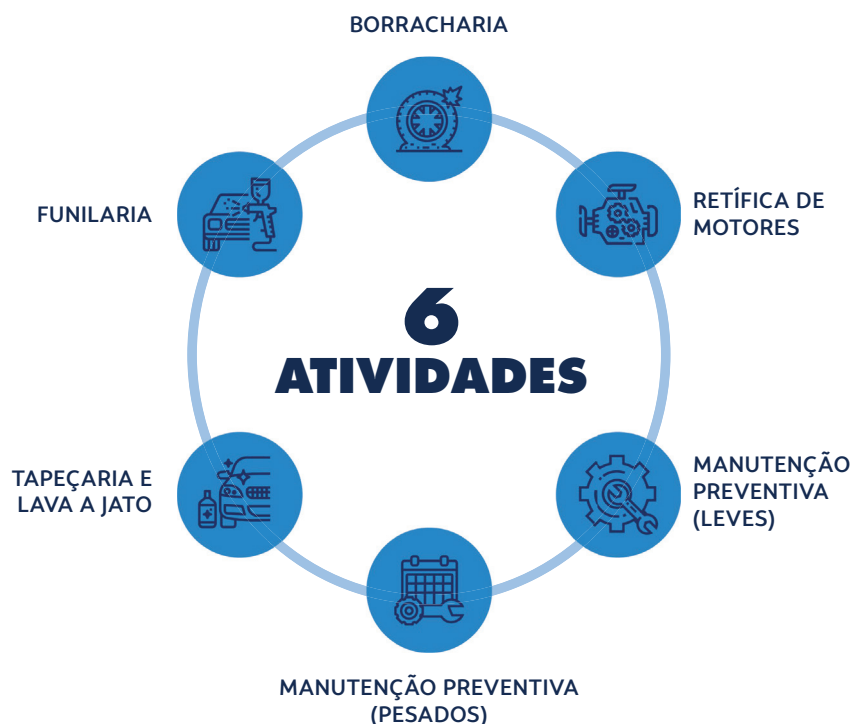 BORRACHARIA
FUNILARIA
RETÍFICA DE
MOTORES
6
ATIVIDADES
TAPEÇARIA E
LAVA A JATO
MANUTENÇÃO
PREVENTIVA
(LEVES)
MANUTENÇÃO PREVENTIVA
(PESADOS)